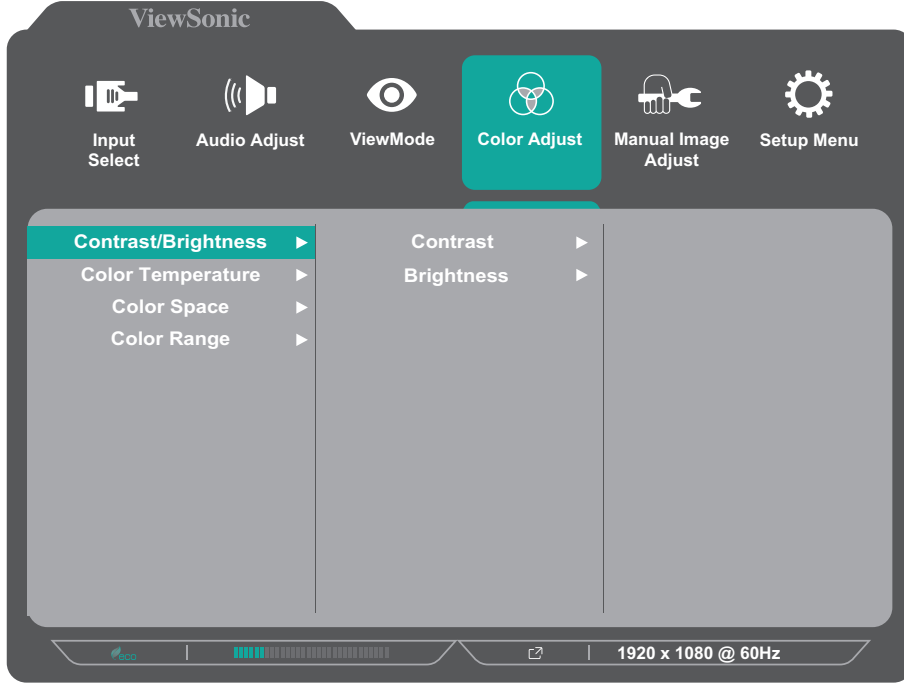 ViewSonic
Input
Select
Audio Adjust
ViewMode
Color Adjust
Manual Image
Adjust
Setup Menu
Contrast/Brightness
Contrast
Color Temperature
Brightness
Color Space
Color Range
eco
1920 x 1080 @ 60Hz